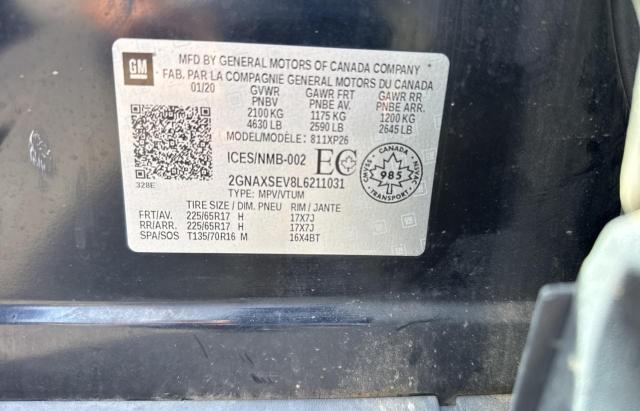 GM
MFD BY GENERAL MOTORS OF CANADA COMPANY
FAB. PAR LA COMPAGNIE GENERAL MOTORS DU CANADA
01/20 GVWR GAWR FRT GAWR RR
PNBV PNBE AV. PNBE ARR.
2100 KG 1175 KG 1200 KG
4630 LB 2590 LB 2645 LB
MODEL/MODÈLE: 811XP26
ICES/NMB-002 EC
CANADA
985
328E 2GNAXSEV8L6211031
TYPE: MPV/VTUM
TIRE SIZE / DIM. PNEU RIM / JANTE
FRT/AV. 225/65R17 H 17X7J
RR/ARR. 225/65R17 H 17X7J
SPA/SOS T135/70R16 M 16X4BT